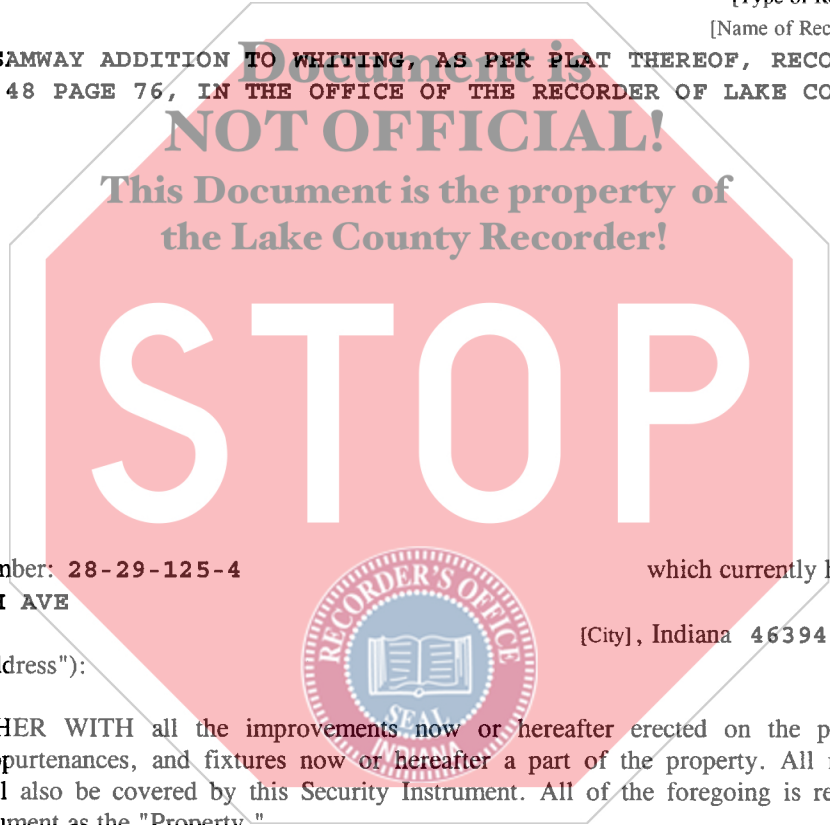 [Name of Rec
SAMWAY ADDITION TO WHITING, AS PER PLAT THEREOF, RECO
48 PAGE 76, IN THE OFFICE OF THE RECORDER OF LAKE CO
Document is
NOT OFFICIAL!
This Document is the property of
the Lake County Recorder!
STOP
mber: 28-29-125-4 which currently h
AVE
[City], Indiana 46394
ddress"):
RECORDER'S OFFICE
SEAL
INDIANA
HER WITH all the improvements now or hereafter erected on the p
purtenances, and fixtures now or hereafter a part of the property. All
l also be covered by this Security Instrument. All of the foregoing is re
ument as the "Property."